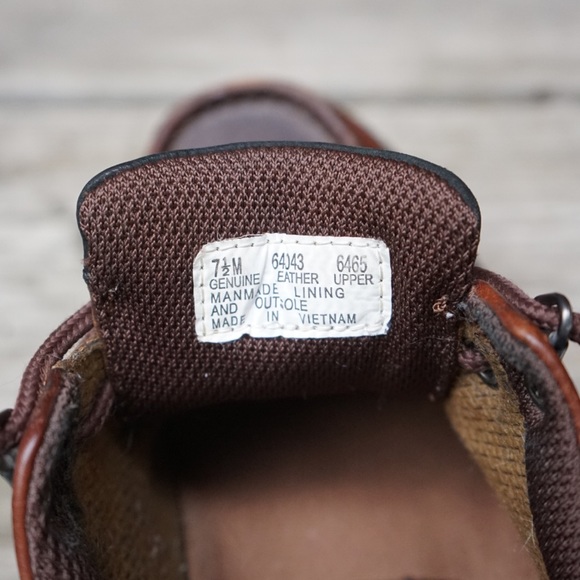 7½M 64043 6465
GENUINE LEATHER UPPER
MANMADE LINING
AND OUTSOLE
MADE IN VIETNAM